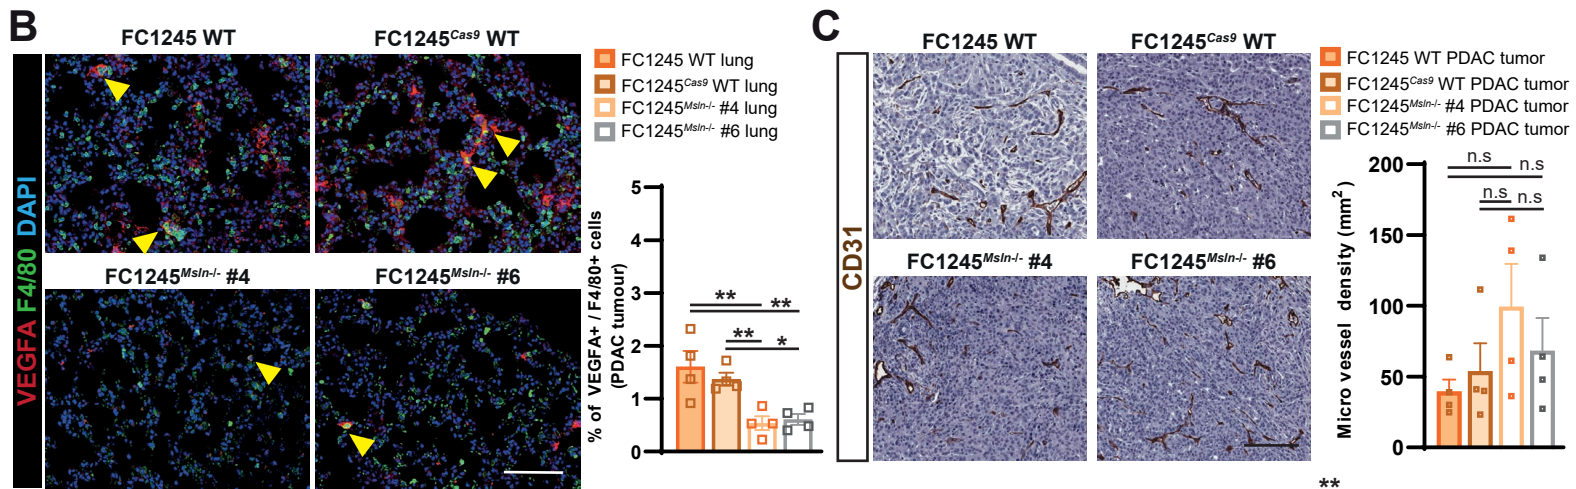 B
FC1245 WT
FC1245Cas9 WT
VEGFA F4/80 DAPI
FC1245Msln-/- #4
FC1245Msln-/- #6
FC1245 WT lung
FC1245Cas9 WT lung
FC1245Msln-/- #4 lung
FC1245Msln-/- #6 lung
% of VEGFA+ / F4/80+ cells
(PDAC tumour)
5
4
3
2
1
0
**
**
**
*
C
FC1245 WT
FC1245Cas9 WT
CD31
FC1245Msln-/- #4
FC1245Msln-/- #6
FC1245 WT PDAC tumor
FC1245Cas9 WT PDAC tumor
FC1245Msln-/- #4 PDAC tumor
FC1245Msln-/- #6 PDAC tumor
Micro vessel density (mm2)
200
150
100
50
0
n.s
n.s
n.s
n.s
**